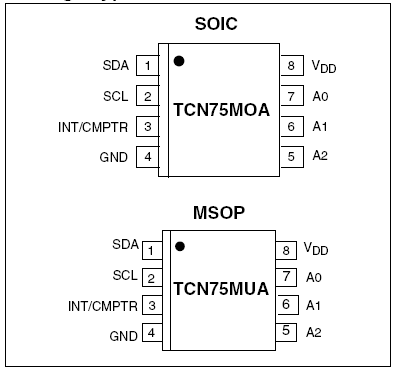 SOIC
SDA 1 8 VDD
SCL 2 TCN75MOA 7 A0
INT/CMPTR 3 6 A1
GND 4 5 A2
MSOP
SDA 1 8 VDD
SCL 2 TCN75MUA 7 A0
INT/CMPTR 3 6 A1
GND 4 5 A2